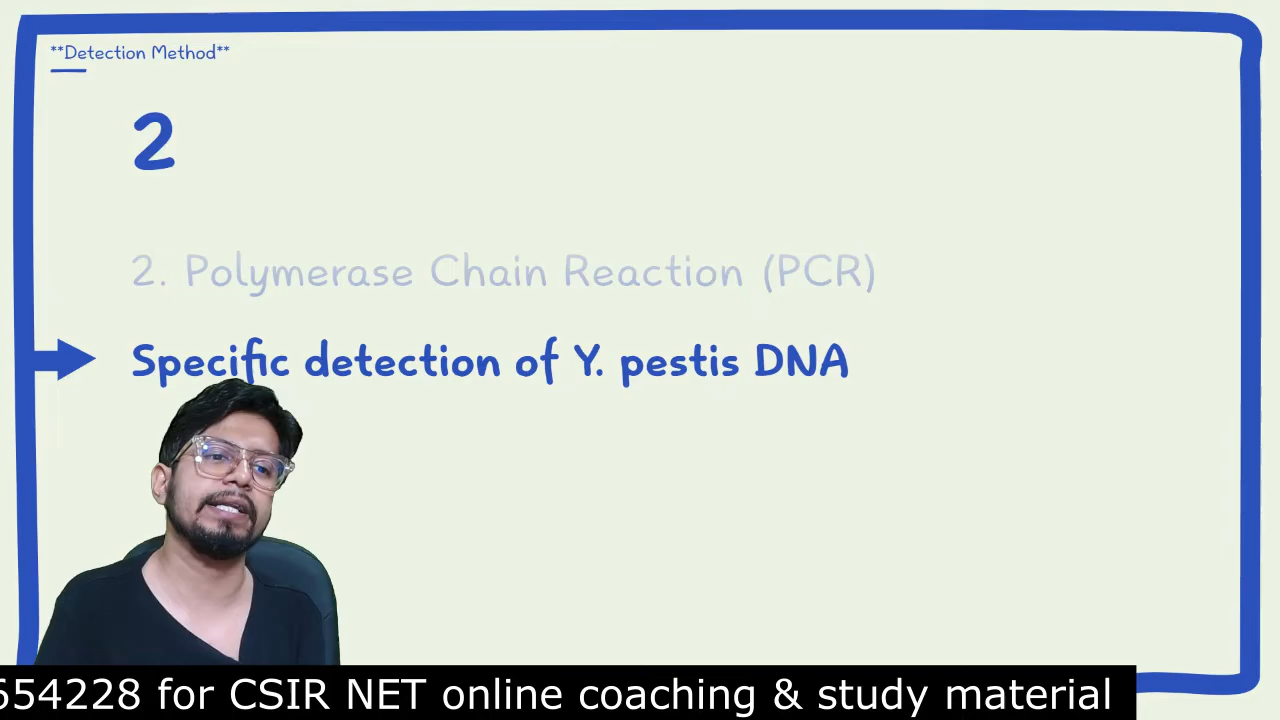 **Detection Method**
2
2. Polymerase Chain Reaction (PCR)
Specific detection of Y. pestis DNA
654228 for CSIR NET online coaching & study material